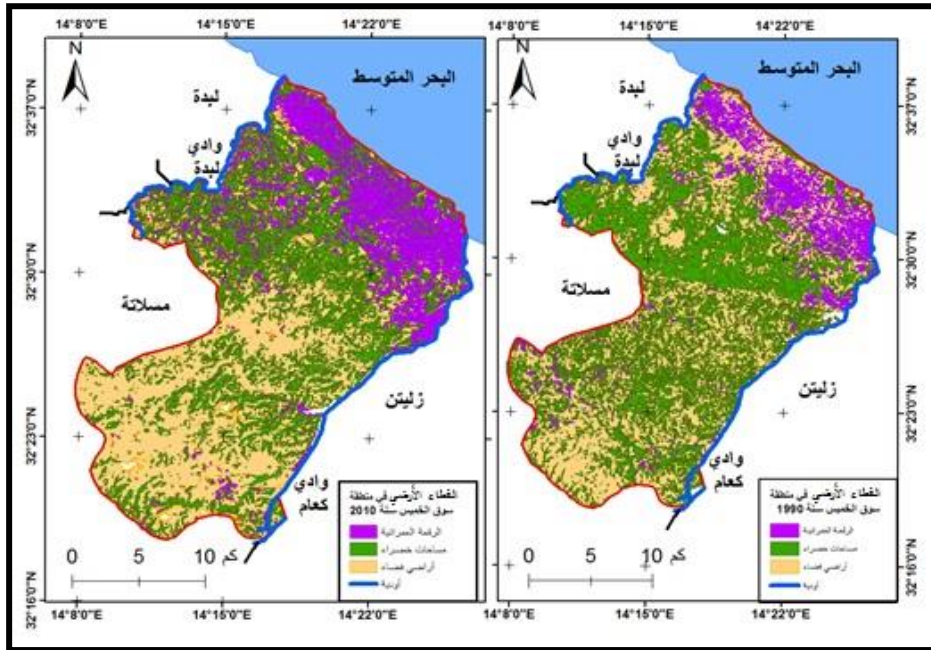 14°8'0"E 14°15'0"E 14°22'0"E
N
البحر المتوسط
لبدة
وادي
لبدة
مسلاتة
زليتن
وادي
كعام
32°37'0"N
32°30'0"N
32°23'0"N
32°16'0"N
الغطاء الأرضي في منطقة
سوق الخميس سنة 2010
الرقعة العمرانية
مساحات خضراء
أراضي فضاء
أودية
0 5 10 كم
14°8'0"E 14°15'0"E 14°22'0"E
14°8'0"E 14°15'0"E 14°22'0"E
N
البحر المتوسط
لبدة
وادي
لبدة
مسلاتة
زليتن
وادي
كعام
32°37'0"N
32°30'0"N
32°23'0"N
32°16'0"N
الغطاء الأرضي في منطقة
سوق الخميس سنة 1990
الرقعة العمرانية
مساحات خضراء
أراضي فضاء
أودية
0 5 10 كم
14°8'0"E 14°15'0"E 14°22'0"E